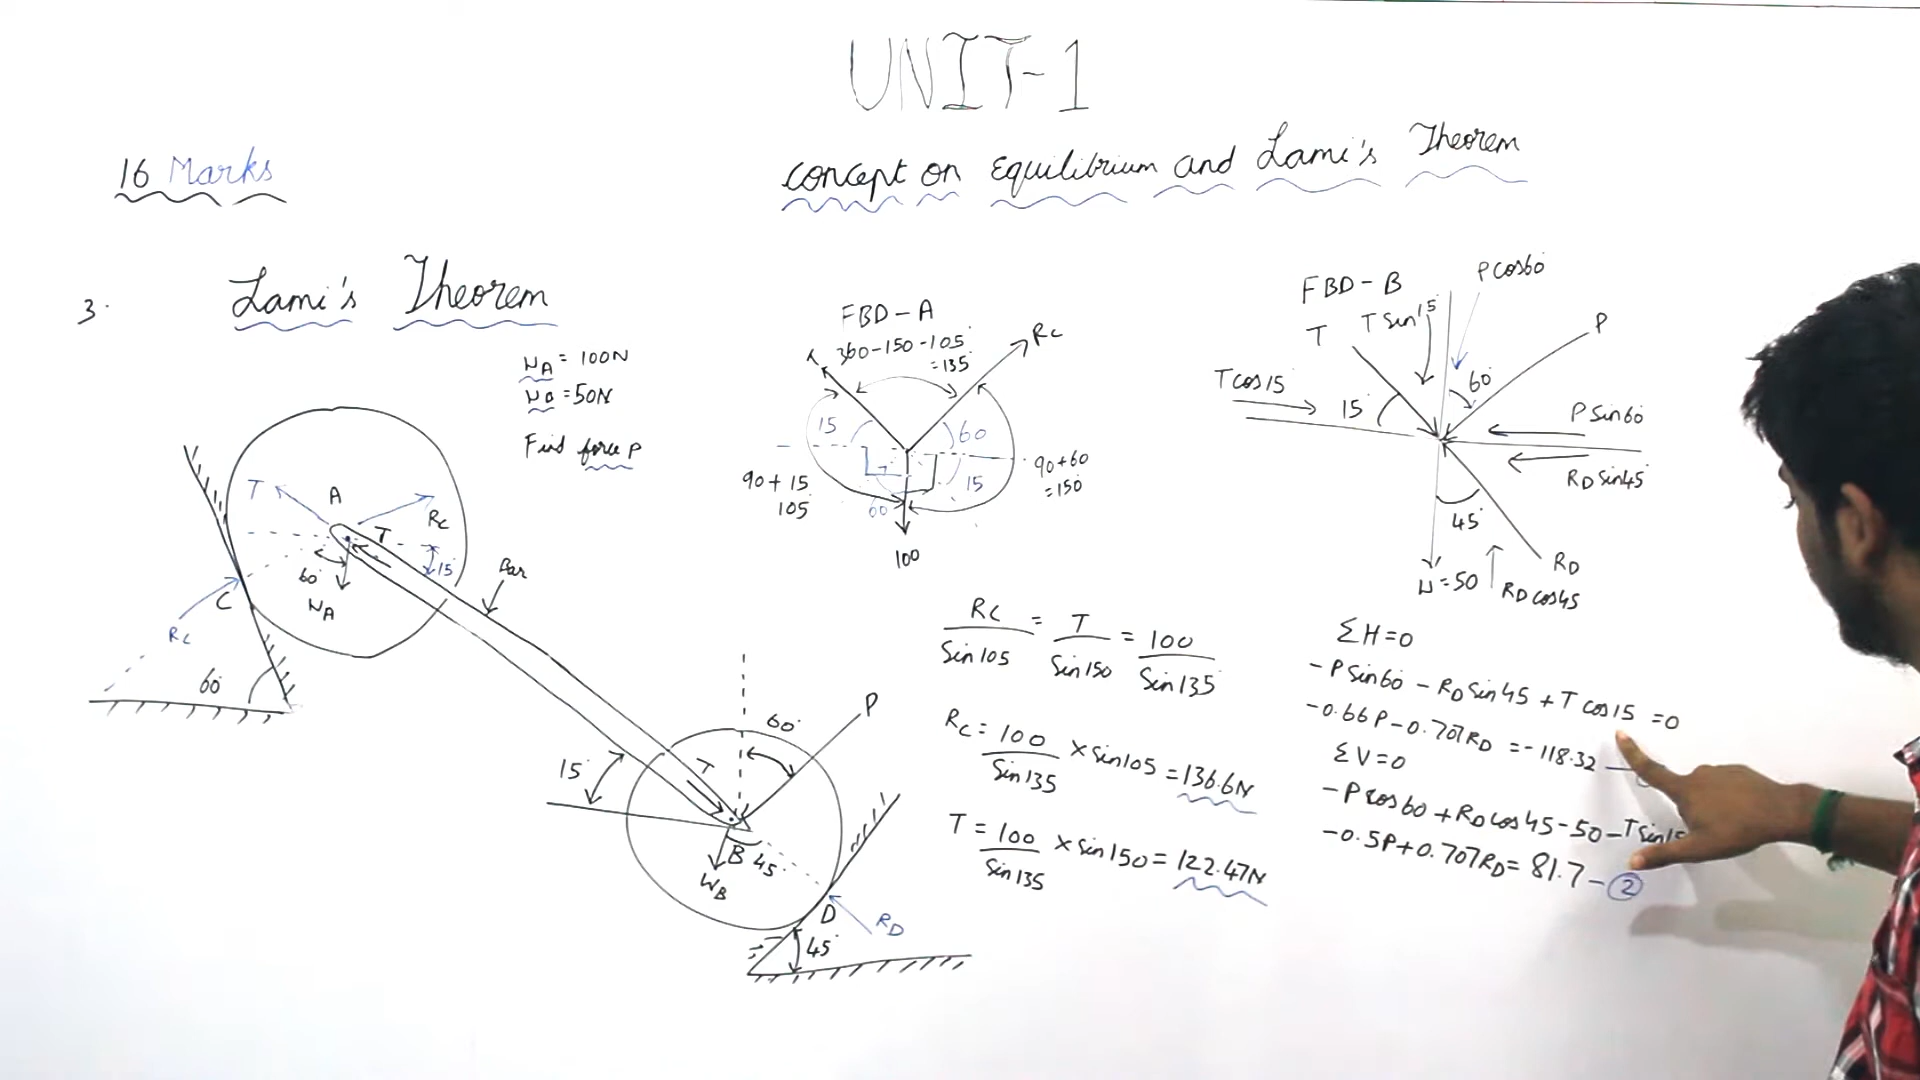 UNIT-1
16 Marks
concept on Equilibrium and Lami's Theorem
3.
Lami's Theorem
WA = 100N
WB = 50N
Find force P
T
A
RC
T
15°
60°
WA
C
RC
60°
Bar
15°
T
60°
P
B
45°
WB
D
RD
45°
FBD-A
360-150-105
=135°
RC
15
60
90+15
105
60
15
90+60
=150°
100
RC/Sin105 = T/Sin150 = 100/Sin135
RC = 100/Sin135 × sin105 = 136.6N
T = 100/Sin135 × sin150 = 122.47N
FBD-B
P cos60°
T
T sin15°
P
T cos15°
15°
60°
P Sin60
RD Sin45°
45°
W=50
RD
RD cos45
ΣH=0
-P sin60 - RD Sin45 + T cos15 = 0
-0.66P-0.707RD = -118.32
ΣV=0
-P cos60 + RD cos45-50-T sin15
-0.5P+0.707RD = 81.7 - 2